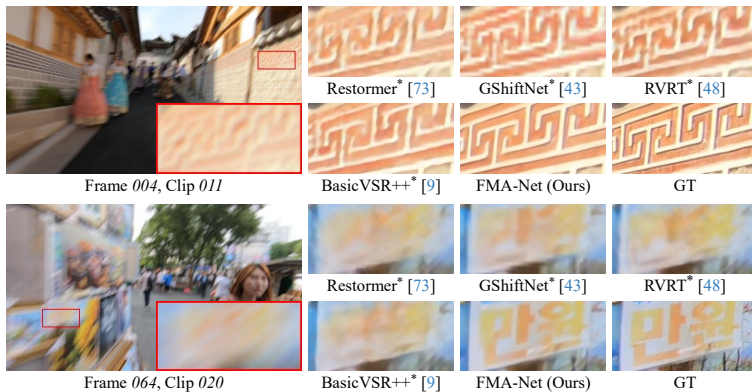 Restormer* [73]
GShiftNet* [43]
RVRT* [48]
Frame 004, Clip 011
BasicVSR++* [9]
FMA-Net (Ours)
GT
Restormer* [73]
GShiftNet* [43]
RVRT* [48]
만원
만원
Frame 064, Clip 020
BasicVSR++* [9]
FMA-Net (Ours)
GT